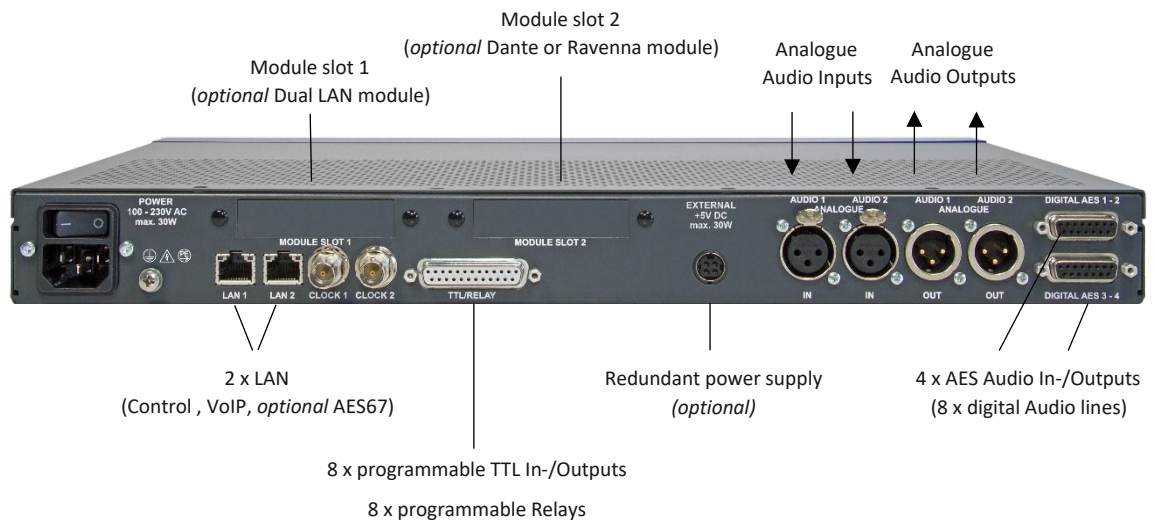 Module slot 2
(optional Dante or Ravenna module)
Module slot 1
(optional Dual LAN module)
Analogue
Audio Inputs
Analogue
Audio Outputs
POWER
100 - 230V AC
max. 30W
MODULE SLOT 1
MODULE SLOT 2
EXTERNAL
+5V DC
max. 30W
AUDIO 1 AUDIO 2
ANALOGUE
AUDIO 1 AUDIO 2
ANALOGUE
DIGITAL AES 1 - 2
LAN 1 LAN 2 CLOCK 1 CLOCK 2
TTL/RELAY
IN IN OUT OUT
DIGITAL AES 3 - 4
2 x LAN
(Control , VoIP, optional AES67)
8 x programmable TTL In-/Outputs
8 x programmable Relays
Redundant power supply
(optional)
4 x AES Audio In-/Outputs
(8 x digital Audio lines)